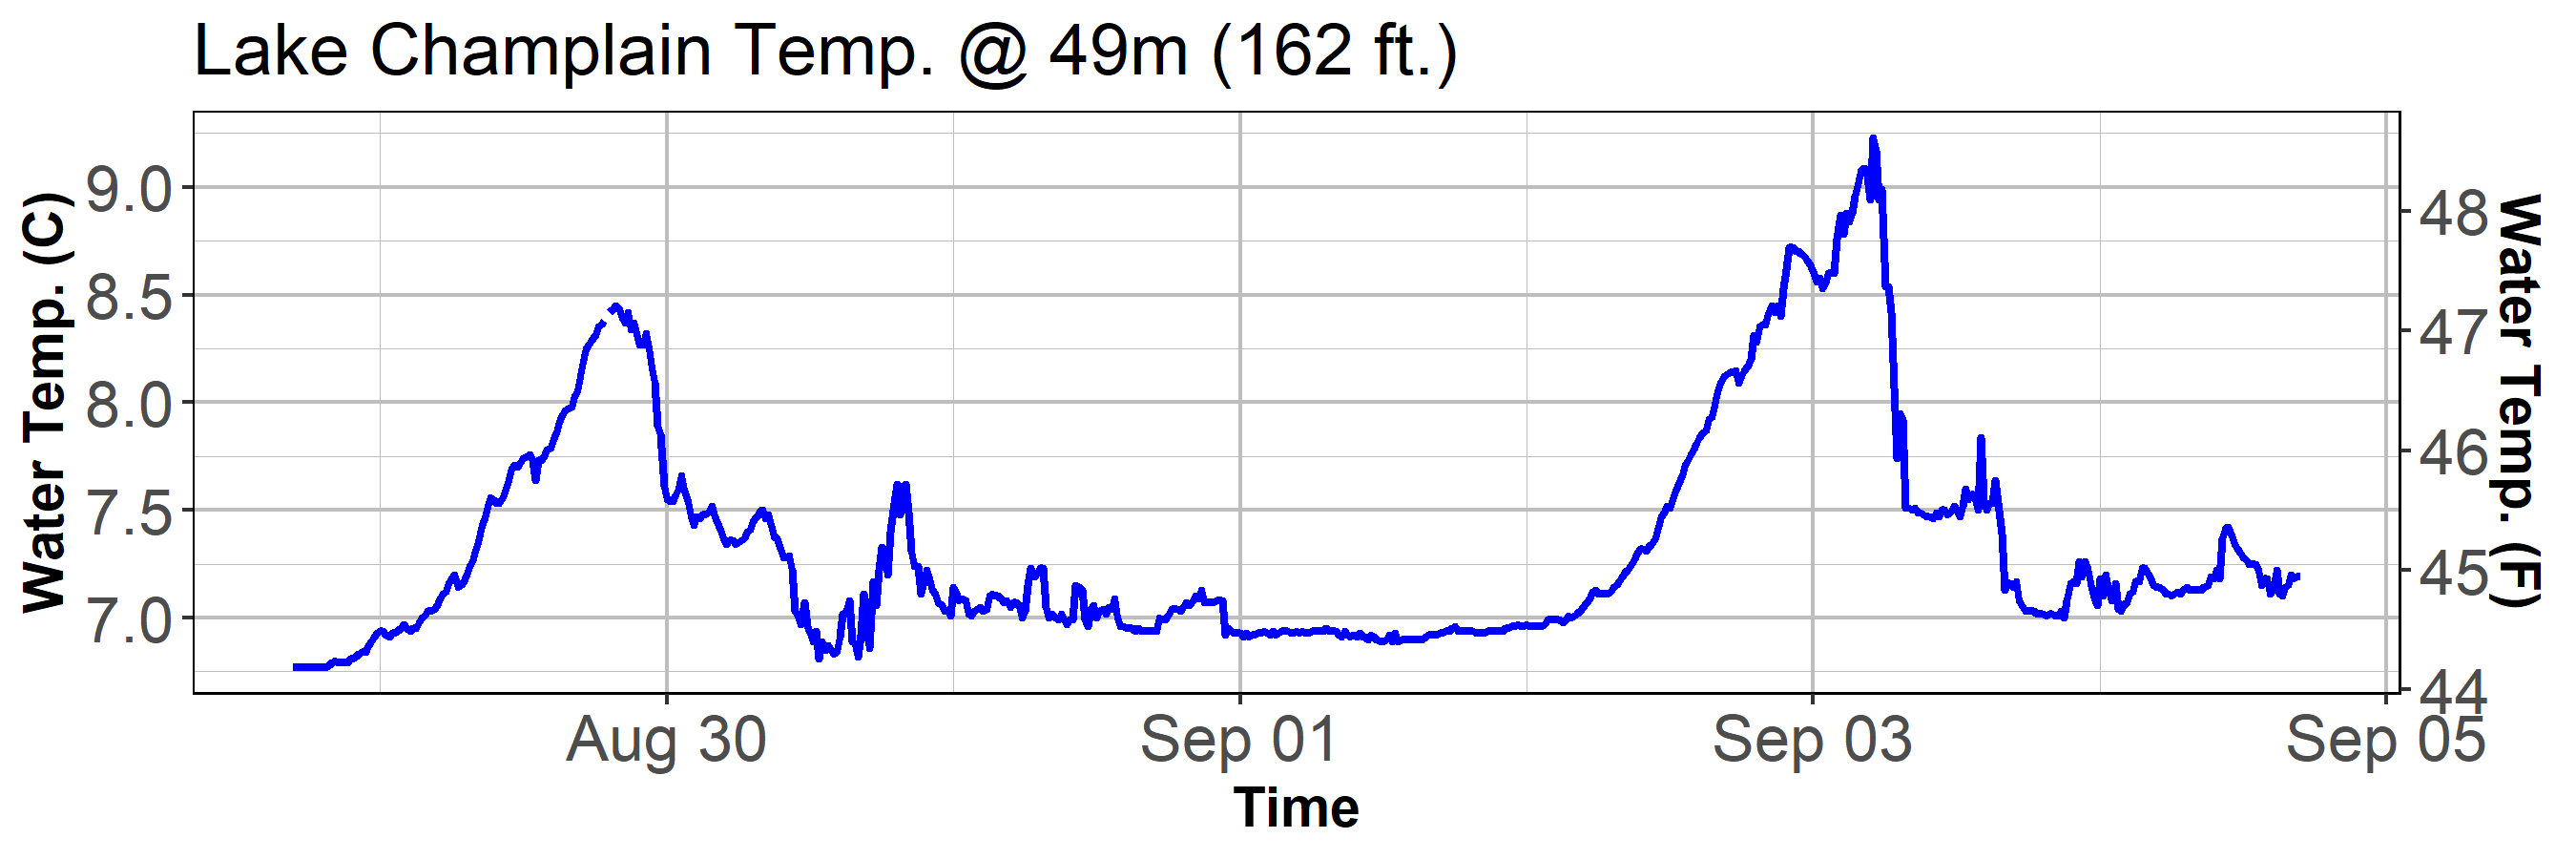 Lake Champlain Temp. @ 49m (162 ft.)
Water Temp. (C)
9.0
8.5
8.0
7.5
7.0
48
47
46
45
44
Water Temp. (F)
Aug 30 Sep 01 Sep 03 Sep 05
Time